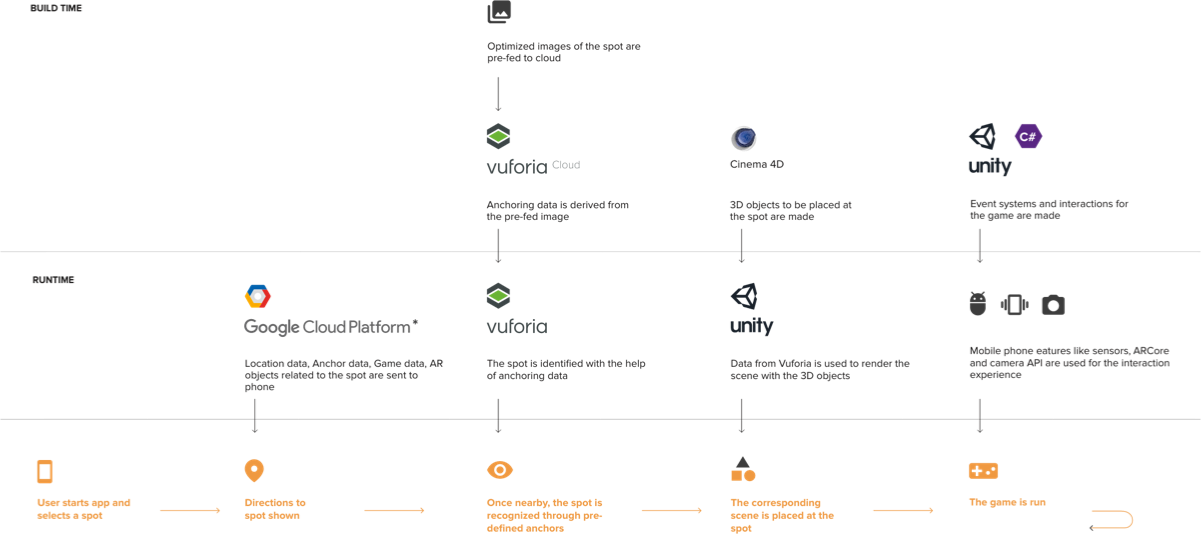 BUILD TIME
Optimized images of the spot are
pre-fed to cloud
vuforia Cloud
Anchoring data is derived from
the pre-fed image
Cinema 4D
3D objects to be placed at
the spot are made
C#
unity
Event systems and interactions for
the game are made
RUNTIME
Google Cloud Platform*
Location data, Anchor data, Game data, AR
objects related to the spot are sent to
phone
vuforia
The spot is identified with the help
of anchoring data
unity
Data from Vuforia is used to render the
scene with the 3D objects
Mobile phone eatures like sensors, ARCore
and camera API are used for the interaction
experience
User starts app and
selects a spot
Directions to
spot shown
Once nearby, the spot is
recognized through pre-
defined anchors
The corresponding
scene is placed at the
spot
The game is run